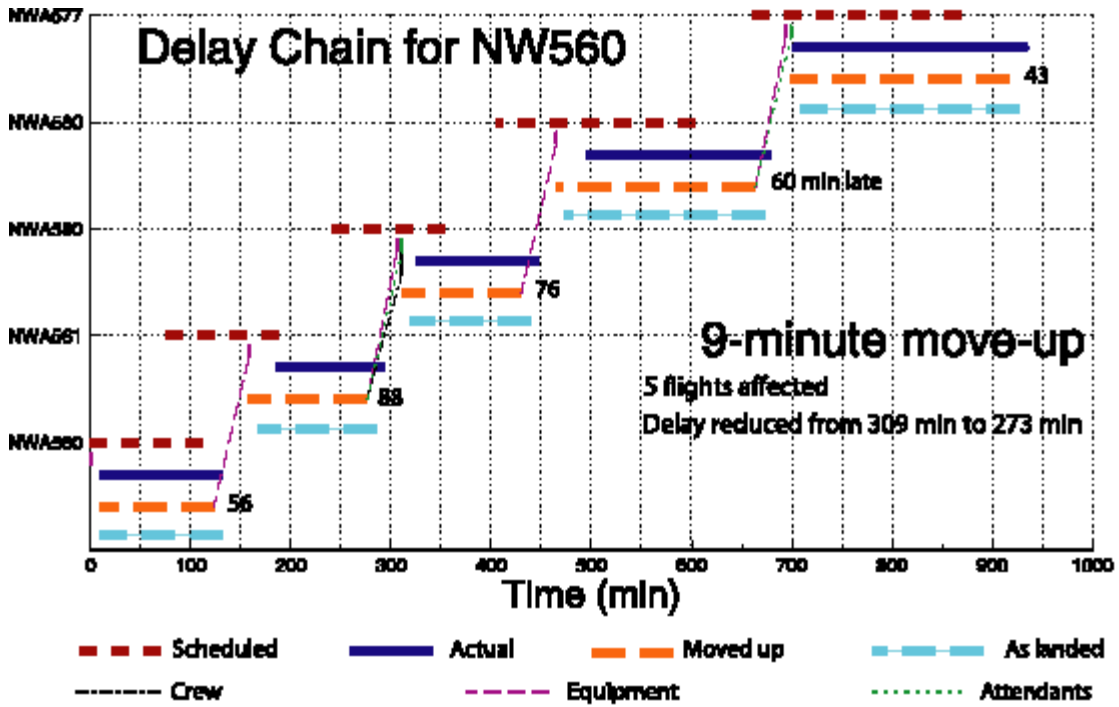 Delay Chain for NW560
43
60 min late
NWA580
76
NWA561
9-minute move-up
5 flights affected
88
Delay reduced from 309 min to 273 min
NWA560
56
0 100 200 300 400 500 600 700 800 900 1000
Time (min)
Scheduled Actual Moved up As landed
Crew Equipment Attendants